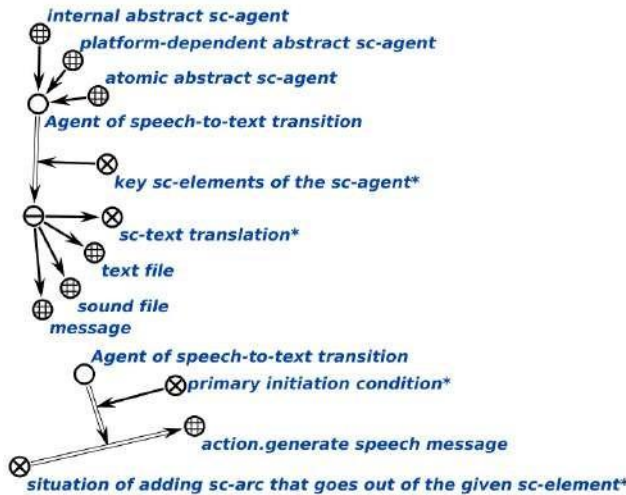 internal abstract sc-agent
platform-dependent abstract sc-agent
atomic abstract sc-agent
Agent of speech-to-text transition
key sc-elements of the sc-agent*
sc-text translation*
text file
sound file
message
Agent of speech-to-text transition
primary initiation condition*
action.generate speech message
situation of adding sc-arc that goes out of the given sc-element*